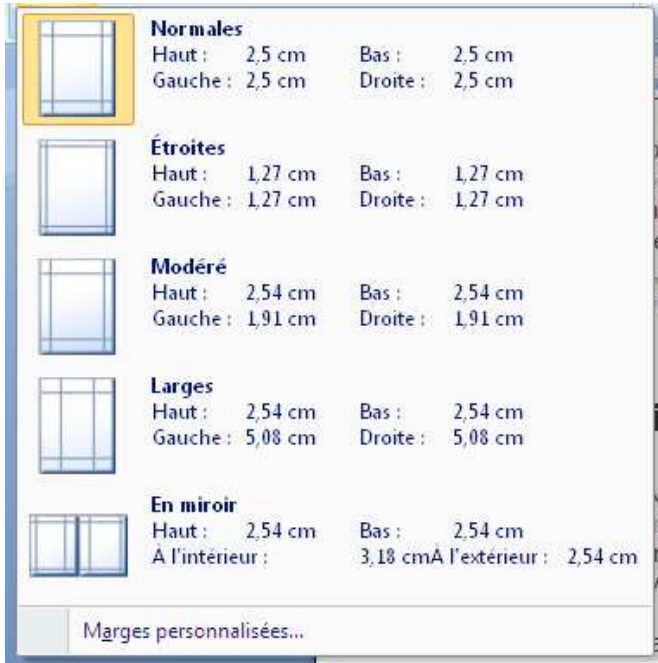 Normales
Haut : 2,5 cm Bas : 2,5 cm
Gauche : 2,5 cm Droite : 2,5 cm
Étroites
Haut : 1,27 cm Bas : 1,27 cm
Gauche : 1,27 cm Droite : 1,27 cm
Modéré
Haut : 2,54 cm Bas : 2,54 cm
Gauche : 1,91 cm Droite : 1,91 cm
Larges
Haut : 2,54 cm Bas : 2,54 cm
Gauche : 5,08 cm Droite : 5,08 cm
En miroir
Haut : 2,54 cm Bas : 2,54 cm
À l'intérieur : 3,18 cmÀ l'extérieur : 2,54 cm
Marges personnalisées...